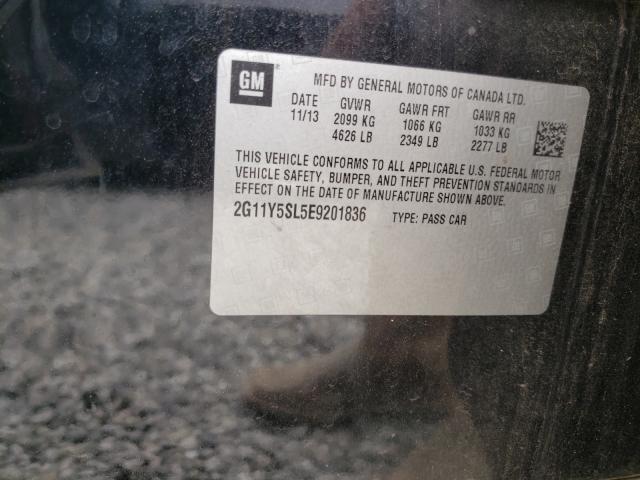 GM
MFD BY GENERAL MOTORS OF CANADA LTD.
DATE GVWR GAWR FRT GAWR RR
11/13 2099 KG 1066 KG 1033 KG
4626 LB 2349 LB 2277 LB
THIS VEHICLE CONFORMS TO ALL APPLICABLE U.S. FEDERAL MOTOR
VEHICLE SAFETY, BUMPER, AND THEFT PREVENTION STANDARDS IN
EFFECT ON THE DATE OF MANUFACTURE SHOWN ABOVE.
2G11Y5SL5E9201836 TYPE: PASS CAR